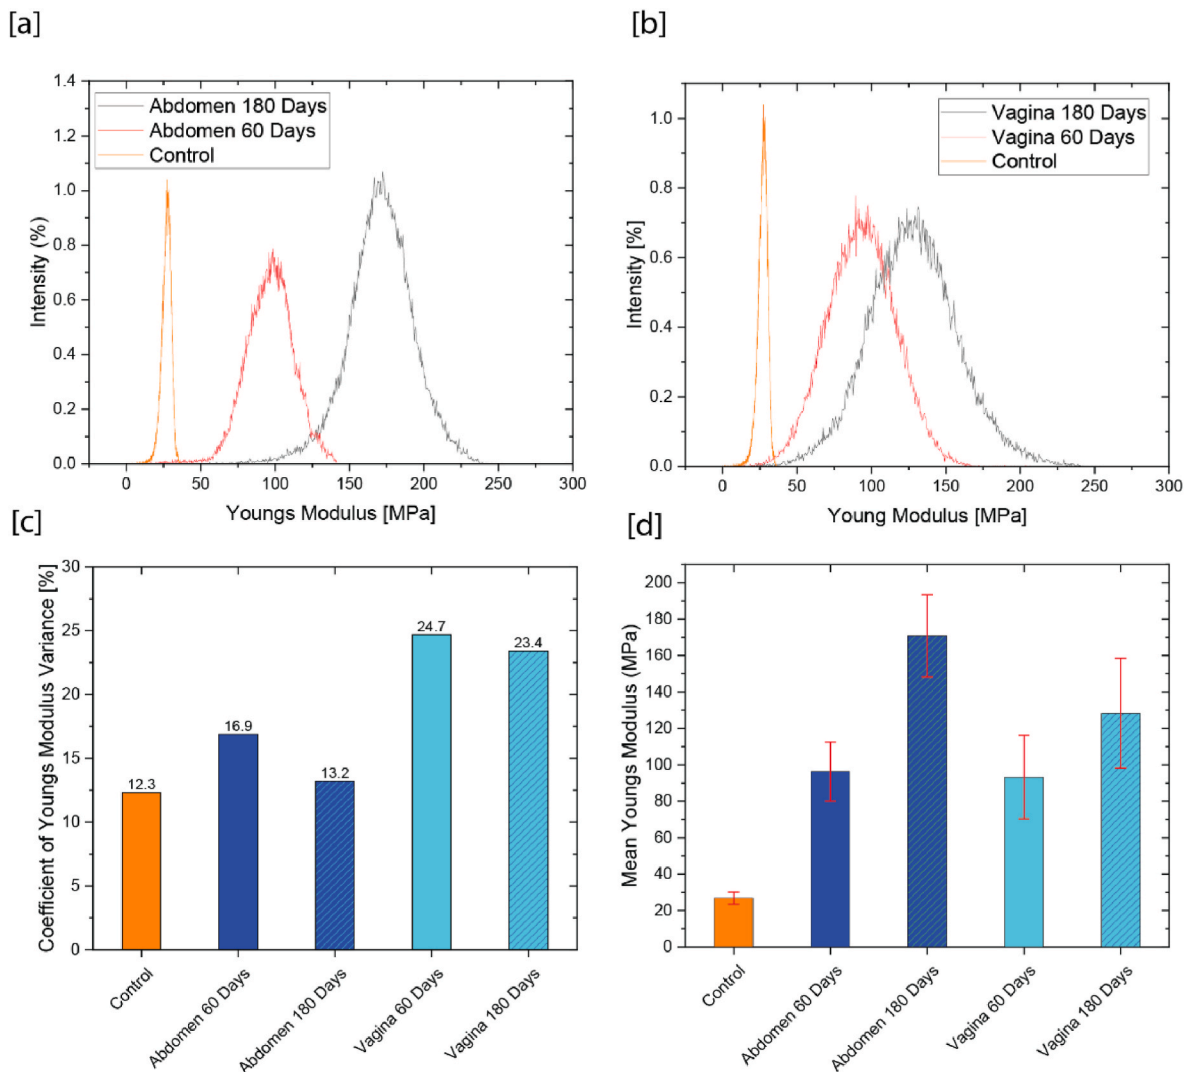 [a]
Intensity (%)
1.4
1.2
1.0
0.8
0.6
0.4
0.2
0.0
Abdomen 180 Days
Abdomen 60 Days
Control
0 50 100 150 200 250 300
Youngs Modulus [MPa]
[b]
Intensity [%]
1.0
0.8
0.6
0.4
0.2
0.0
Vagina 180 Days
Vagina 60 Days
Control
0 50 100 150 200 250 300
Young Modulus [MPa]
[c]
Coefficient of Youngs Modulus Variance [%]
30
25
20
15
10
5
0
12.3
16.9
13.2
24.7
23.4
Control
Abdomen 60 Days
Abdomen 180 Days
Vagina 60 Days
Vagina 180 Days
[d]
Mean Youngs Modulus (MPa)
200
180
160
140
120
100
80
60
40
20
0
Control
Abdomen 60 Days
Abdomen 180 Days
Vagina 60 Days
Vagina 180 Days